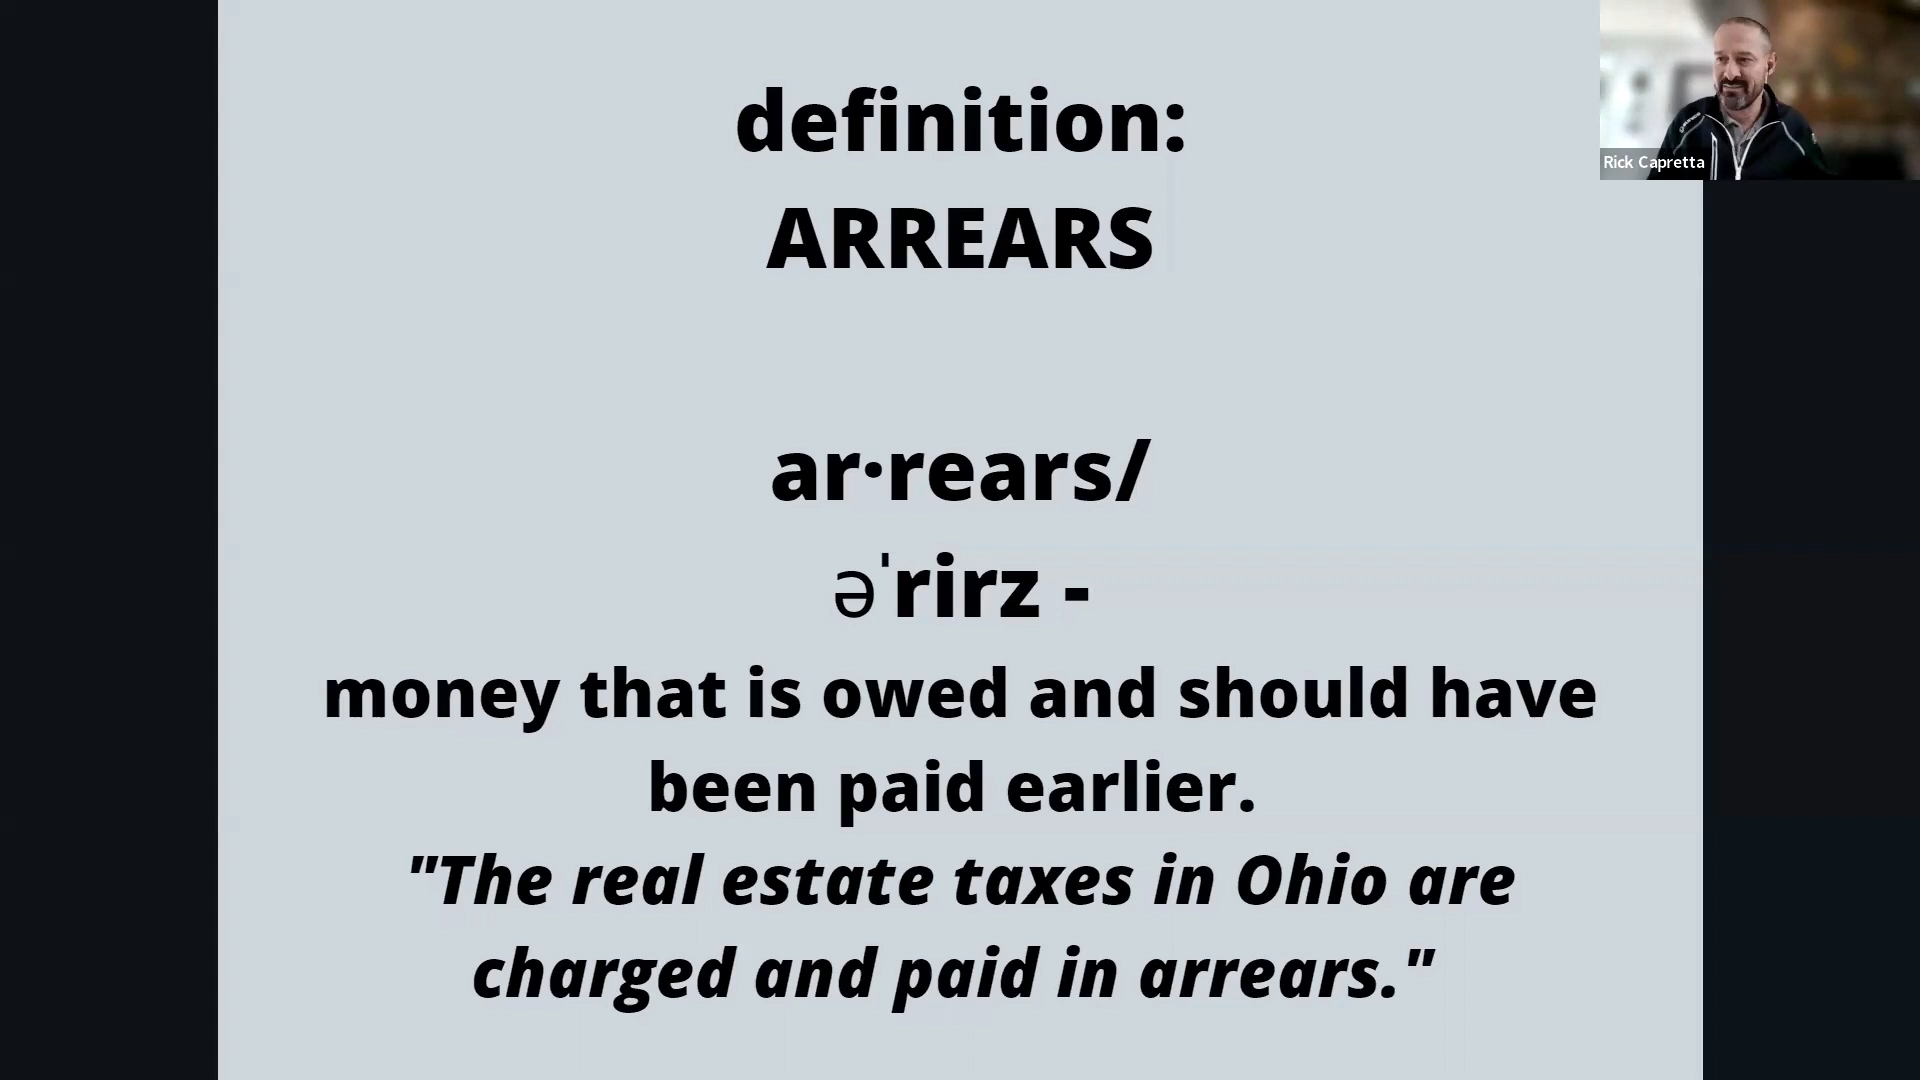 definition:
ARREARS
ar·rears/
əˈrirz -
money that is owed and should have
been paid earlier.
"The real estate taxes in Ohio are
charged and paid in arrears."
Rick Capretta